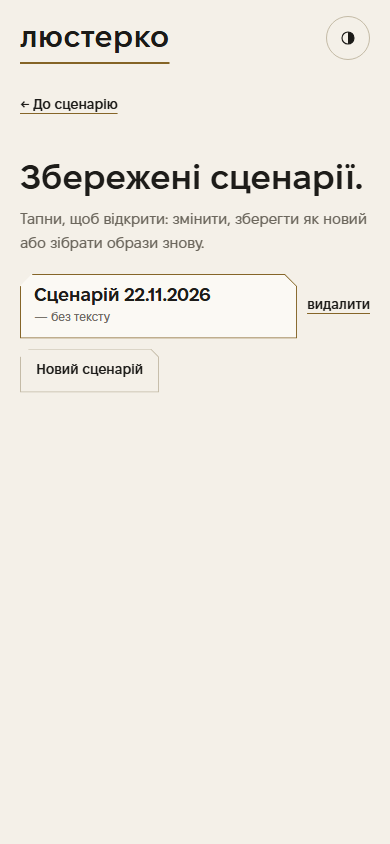 люстерко
← До сценарію
Збережені сценарії.
Тапни, щоб відкрити: змінити, зберегти як новий
або зібрати образи знову.
Сценарій 22.11.2026
— без тексту
видалити
Новий сценарій